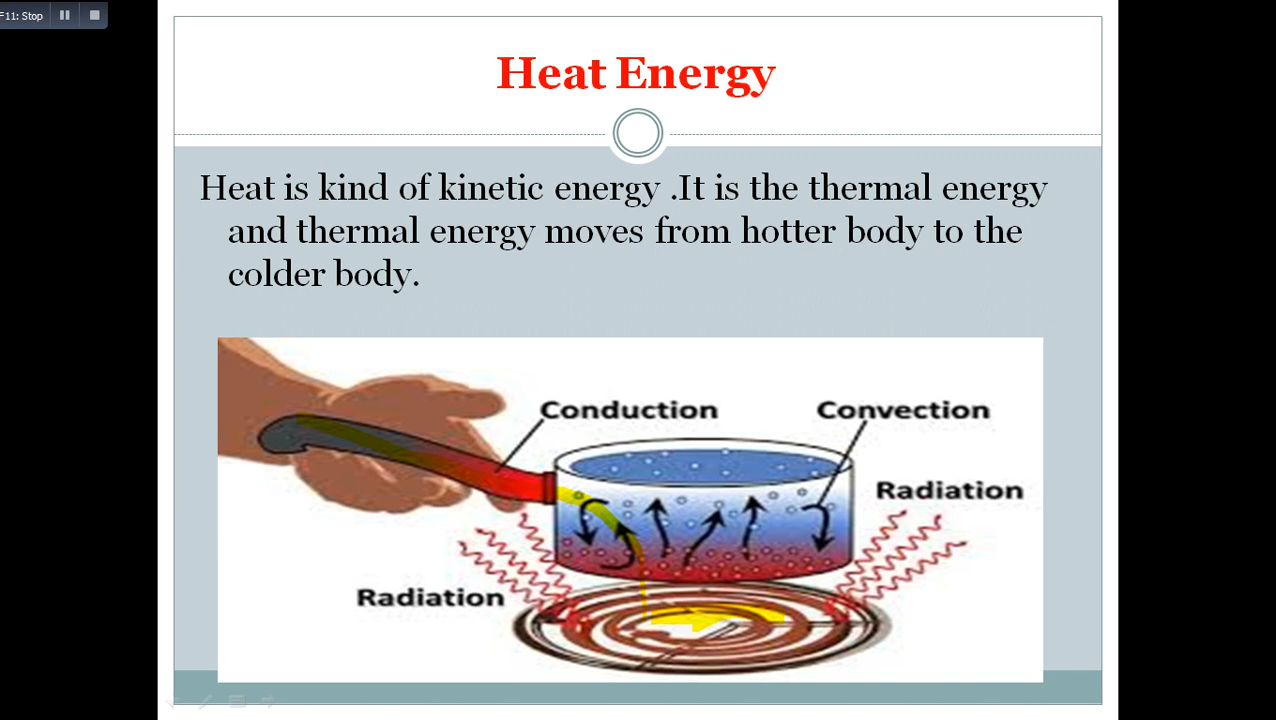 F11: Stop
Heat Energy
Heat is kind of kinetic energy .It is the thermal energy
and thermal energy moves from hotter body to the
colder body.
Conduction
Convection
Radiation
Radiation